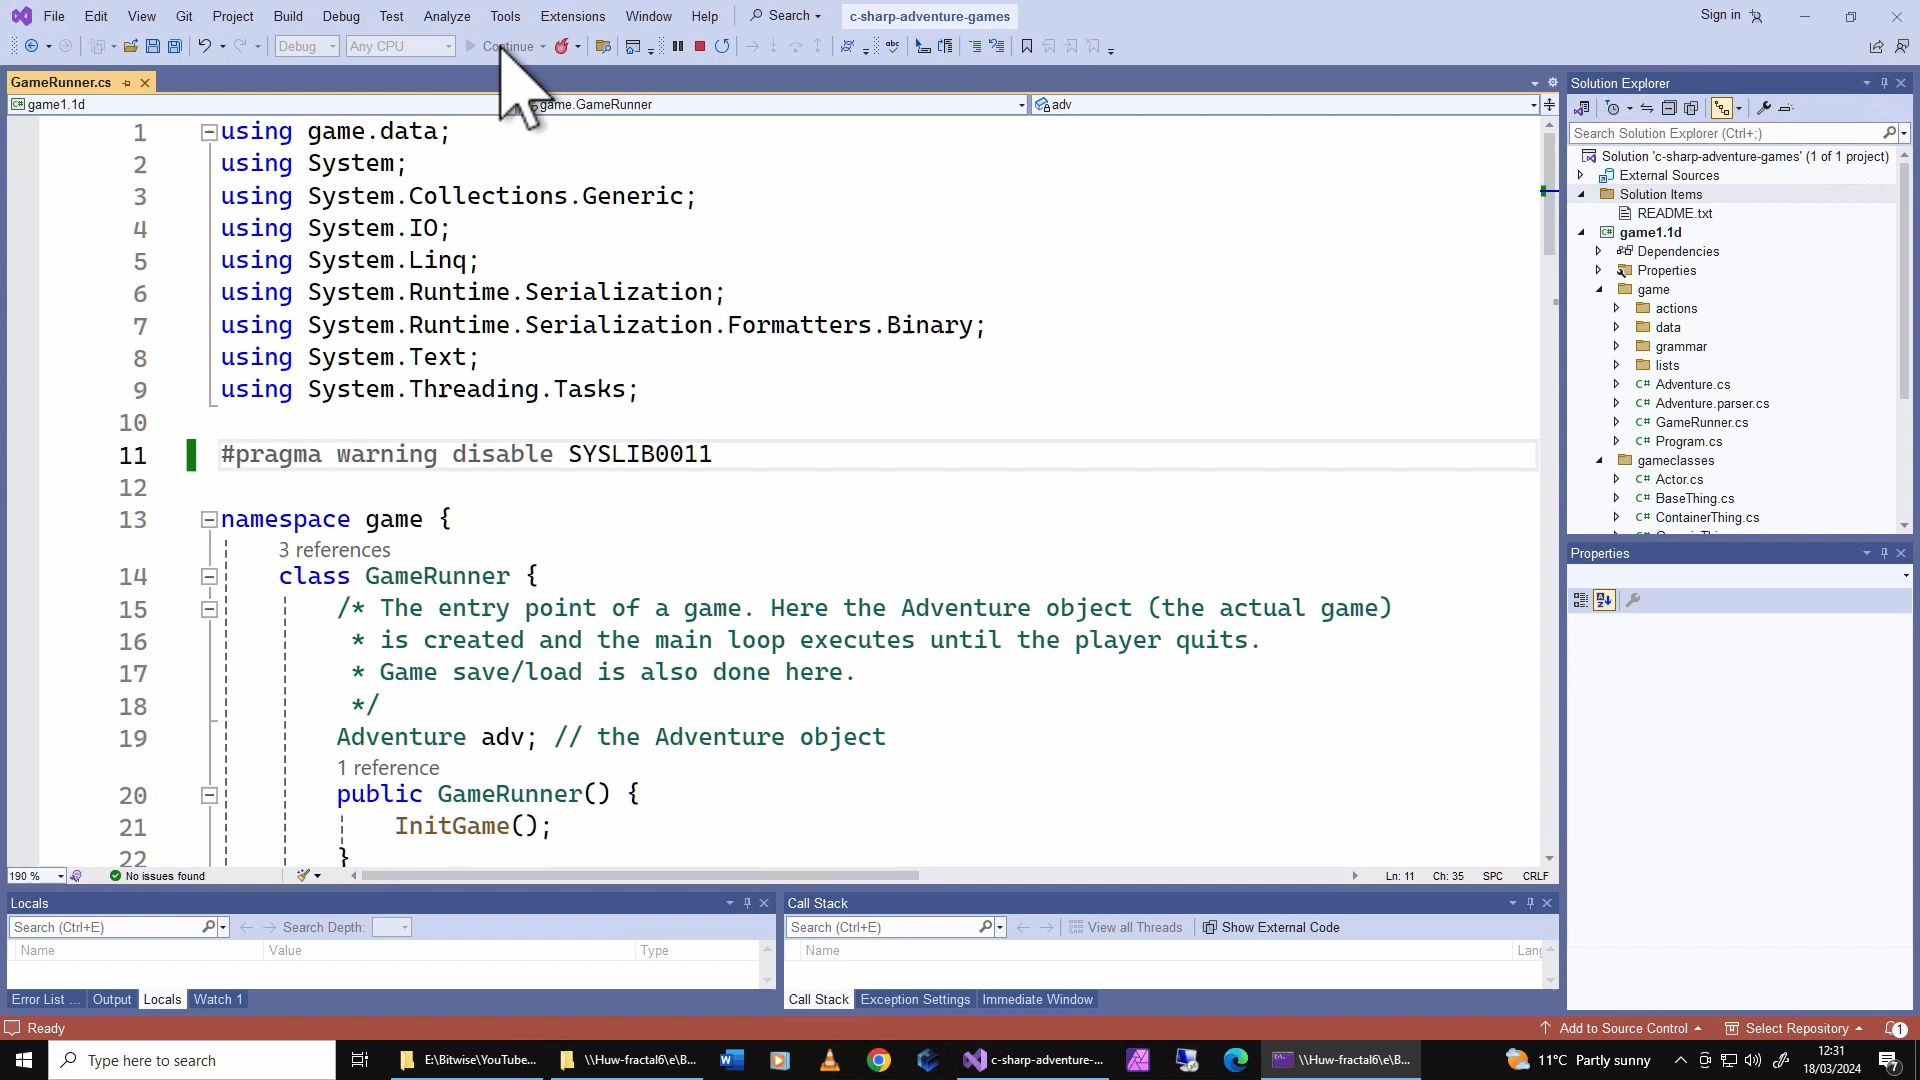 File Edit View Git Project Build Debug Test Analyze Tools Extensions Window Help Search c-sharp-adventure-games Sign in
Debug Any CPU Continue
GameRunner.cs
game1.1d game.GameRunner adv
1 using game.data;
2 using System;
3 using System.Collections.Generic;
4 using System.IO;
5 using System.Linq;
6 using System.Runtime.Serialization;
7 using System.Runtime.Serialization.Formatters.Binary;
8 using System.Text;
9 using System.Threading.Tasks;
10
11 #pragma warning disable SYSLIB0011
12
13 namespace game {
3 references
14 class GameRunner {
15 /* The entry point of a game. Here the Adventure object (the actual game)
16 * is created and the main loop executes until the player quits.
17 * Game save/load is also done here.
18 */
19 Adventure adv; // the Adventure object
1 reference
20 public GameRunner() {
21 InitGame();
22 }
190 % No issues found Ln: 11 Ch: 35 SPC CRLF
Solution Explorer
Search Solution Explorer (Ctrl+;)
Solution 'c-sharp-adventure-games' (1 of 1 project)
External Sources
Solution Items
README.txt
game1.1d
Dependencies
Properties
game
actions
data
grammar
lists
Adventure.cs
Adventure.parser.cs
GameRunner.cs
Program.cs
gameclasses
Actor.cs
BaseThing.cs
ContainerThing.cs
Properties
Locals
Search (Ctrl+E) Search Depth:
Name Value Type
Error List ... Output Locals Watch 1
Call Stack
Search (Ctrl+E) View all Threads Show External Code
Name Lang
Call Stack Exception Settings Immediate Window
Ready Add to Source Control Select Repository 1
Type here to search E:\Bitwise\YouTube... \\Huw-fractal6\e\B... c-sharp-adventure-... \\Huw-fractal6\e\B... 11°C Partly sunny 12:31
18/03/2024 7